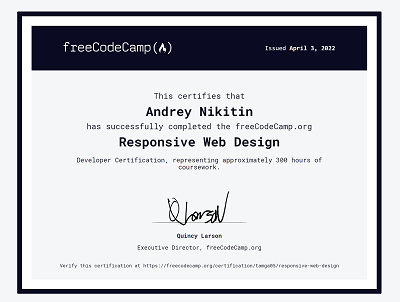 freeCodeCamp(🔥)
Issued April 3, 2022
This certifies that
Andrey Nikitin
has successfully completed the freeCodeCamp.org
Responsive Web Design
Developer Certification, representing approximately 300 hours of
coursework.
Q Larson
Quincy Larson
Executive Director, freeCodeCamp.org
Verify this certification at https://freecodecamp.org/certification/tamga05/responsive-web-design